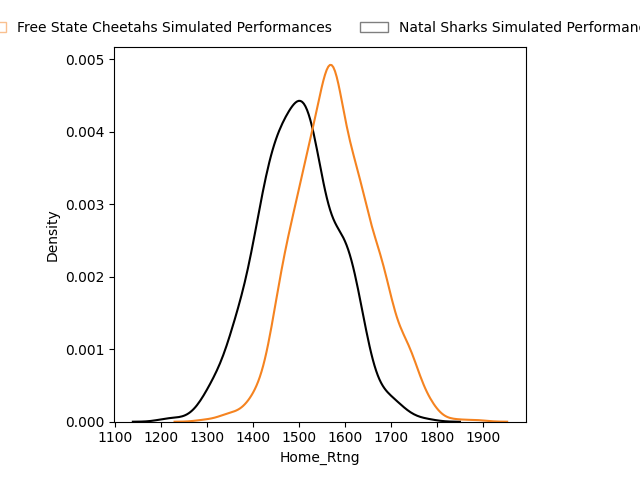 Free State Cheetahs Simulated Performances Natal Sharks Simulated
0.005
0.004
0.003
0.002
0.001
0.000
Density
1100 1200 1300 1400 1500 1600 1700 1800 1900
Home_Rtng